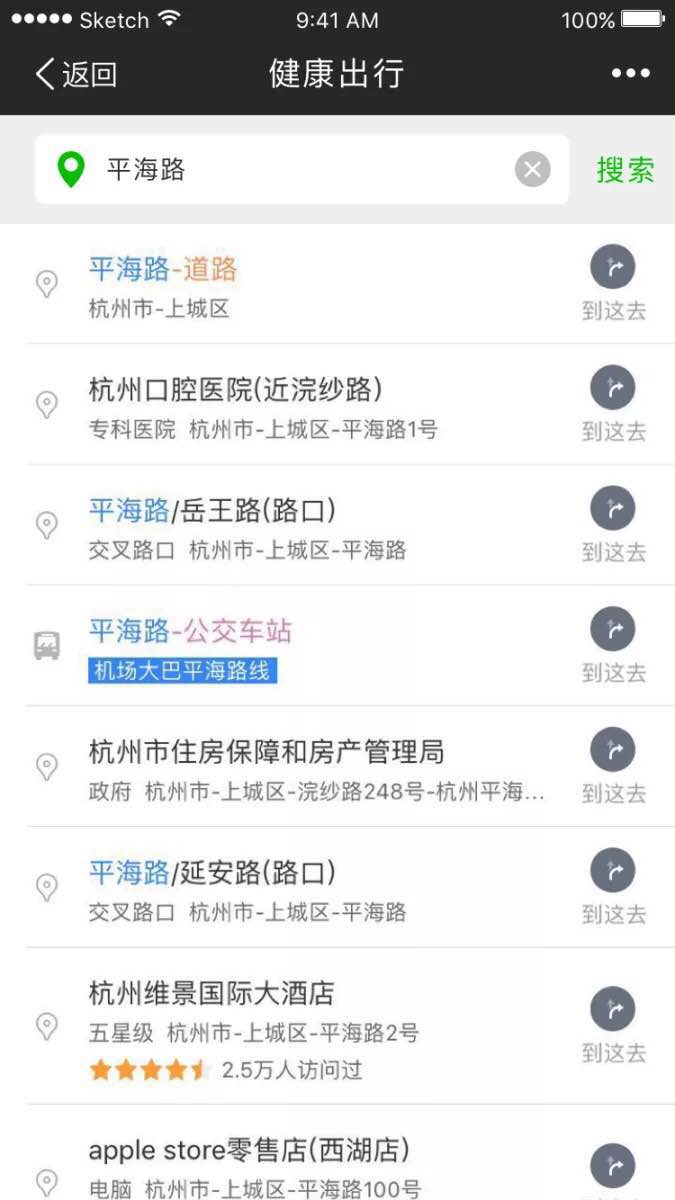 Sketch 9:41 AM 100%
返回 健康出行
平海路 搜索
平海路-道路
杭州市-上城区
到这去
杭州口腔医院(近浣纱路)
专科医院 杭州市-上城区-平海路1号
到这去
平海路/岳王路(路口)
交叉路口 杭州市-上城区-平海路
到这去
平海路-公交车站
机场大巴平海路线
到这去
杭州市住房保障和房产管理局
政府 杭州市-上城区-浣纱路248号-杭州平海...
到这去
平海路/延安路(路口)
交叉路口 杭州市-上城区-平海路
到这去
杭州维景国际大酒店
五星级 杭州市-上城区-平海路2号
到这去
2.5万人访问过
apple store零售店(西湖店)
电脑 杭州市-上城区-平海路100号